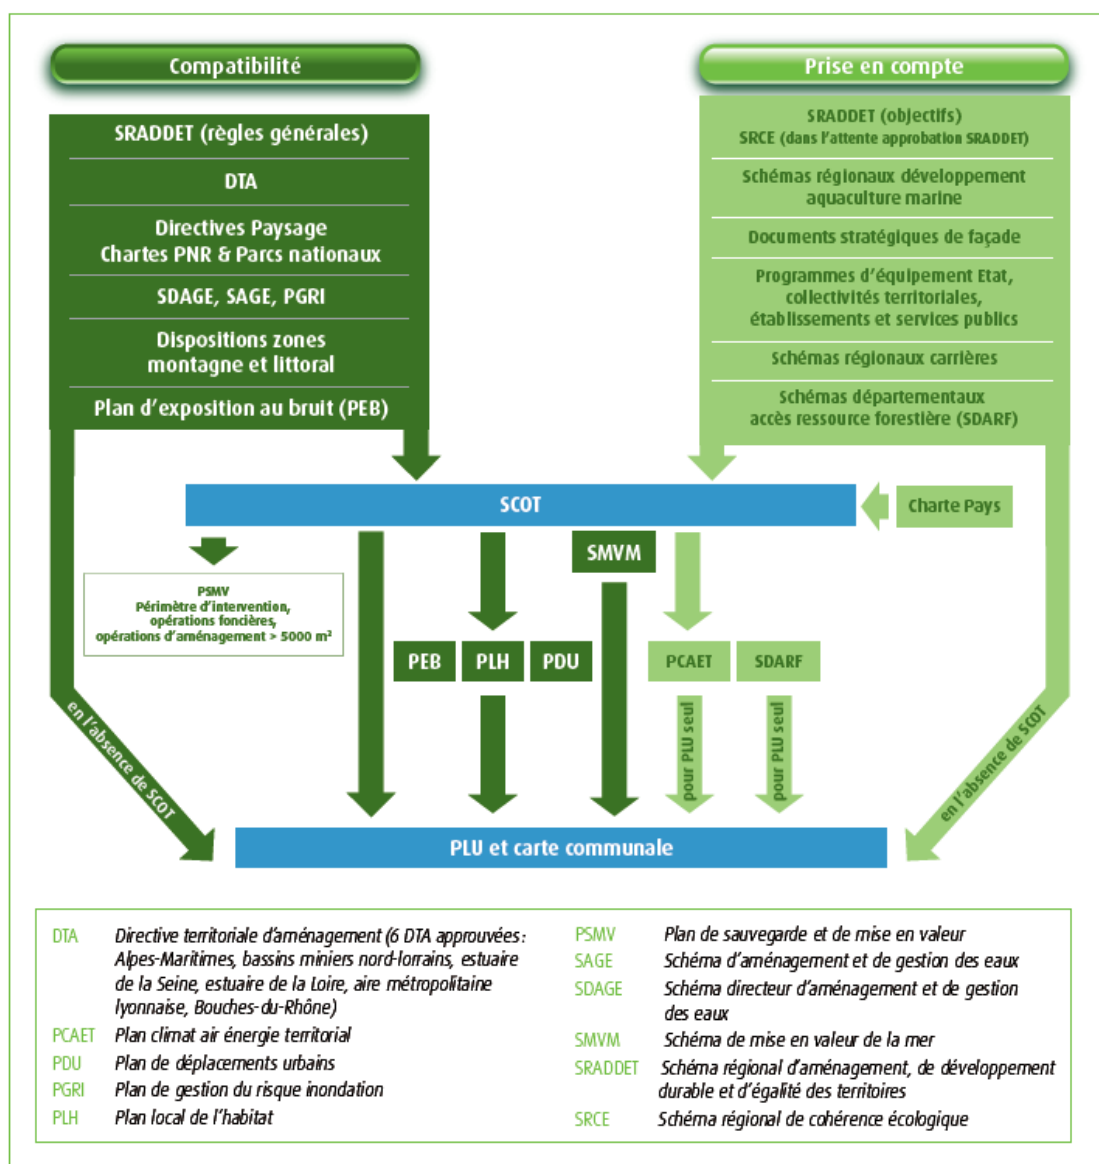 Compatibilité
SRADDET (règles générales)
DTA
Directives Paysage
Chartes PNR & Parcs nationaux
SDAGE, SAGE, PGRI
Dispositions zones
montagne et littoral
Plan d'exposition au bruit (PEB)
Prise en compte
SRADDET (objectifs)
SRCE (dans l'attente approbation SRADDET)
Schémas régionaux développement
aquaculture marine
Documents stratégiques de façade
Programmes d'équipement Etat,
collectivités territoriales,
établissements et services publics
Schémas régionaux carrières
Schémas départementaux
accès ressource forestière (SDARF)
SCOT
Charte Pays
SMVM
PSMV
Périmètre d'intervention,
opérations foncières,
opérations d'aménagement > 5000 m²
PEB
PLH
PDU
PCAET
SDARF
en l'absence de SCOT
pour PLU seul
pour PLU seul
en l'absence de SCOT
PLU et carte communale
DTA Directive territoriale d'aménagement (6 DTA approuvées :
Alpes-Maritimes, bassins miniers nord-lorrains, estuaire
de la Seine, estuaire de la Loire, aire métropolitaine
lyonnaise, Bouches-du-Rhône)
PCAET Plan climat air énergie territorial
PDU Plan de déplacements urbains
PGRI Plan de gestion du risque inondation
PLH Plan local de l'habitat
PSMV Plan de sauvegarde et de mise en valeur
SAGE Schéma d'aménagement et de gestion des eaux
SDAGE Schéma directeur d'aménagement et de gestion
des eaux
SMVM Schéma de mise en valeur de la mer
SRADDET Schéma régional d'aménagement, de développement
durable et d'égalité des territoires
SRCE Schéma régional de cohérence écologique